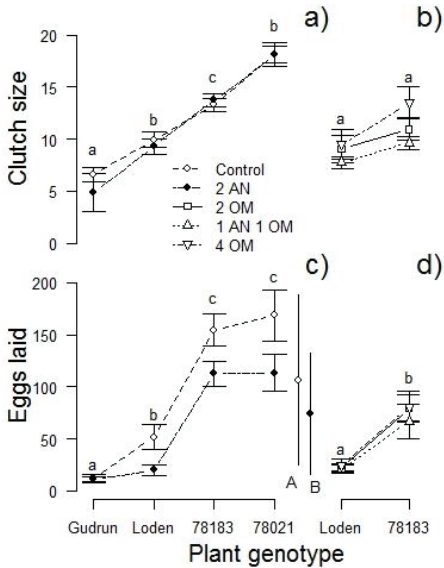 a)
b)
20
15
10
5
0
Clutch size
a
b
c
b
a
a
Control
2 AN
2 OM
1 AN 1 OM
4 OM
c)
d)
200
150
100
50
0
Eggs laid
a
b
c
c
A
B
a
b
Gudrun
Loden
78183
78021
Loden
78183
Plant genotype